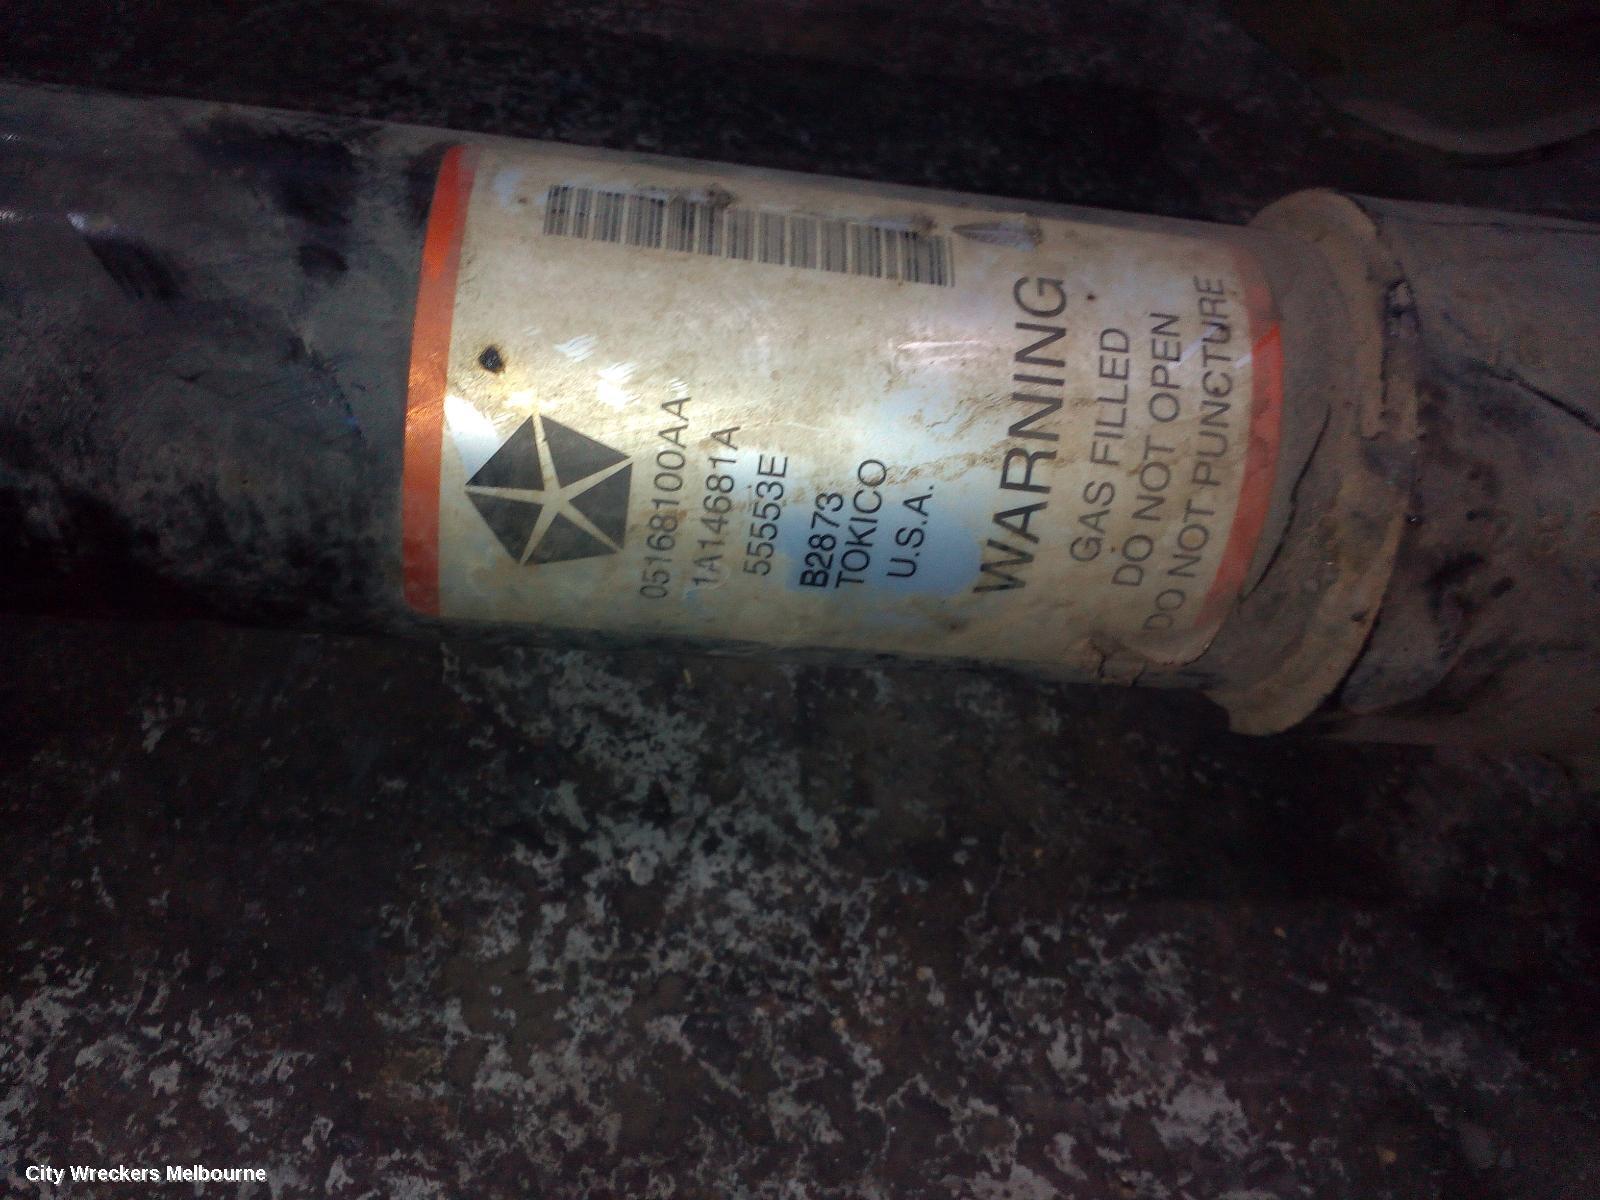 05168100AA
1A14681A
55553E
B2873
TOKICO
U.S.A.
WARNING
GAS FILLED
DO NOT OPEN
DO NOT PUNCTURE
City Wreckers Melbourne